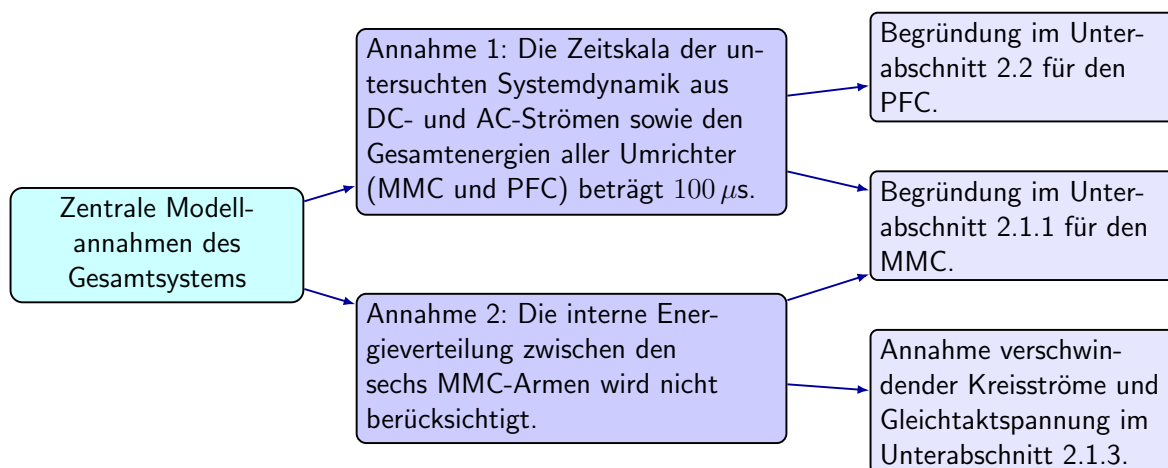 Zentrale Modell-
annahmen des
Gesamtsystems
Annahme 1: Die Zeitskala der un-
tersuchten Systemdynamik aus
DC- und AC-Strömen sowie den
Gesamtenergien aller Umrichter
(MMC und PFC) beträgt 100 μs.
Annahme 2: Die interne Ener-
gieverteilung zwischen den
sechs MMC-Armen wird nicht
berücksichtigt.
Begründung im Unter-
abschnitt 2.2 für den
PFC.
Begründung im Unter-
abschnitt 2.1.1 für den
MMC.
Annahme verschwin-
dender Kreisströme und
Gleichtaktspannung im
Unterabschnitt 2.1.3.